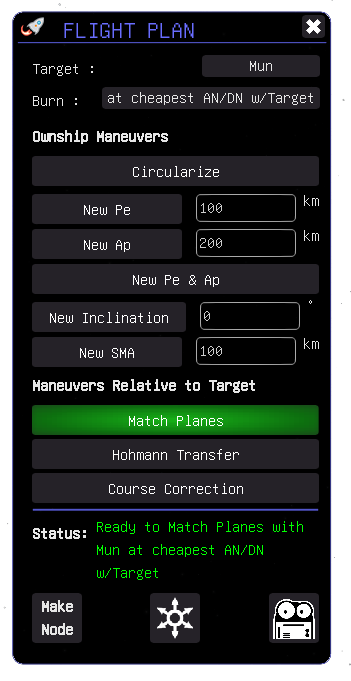 FLIGHT PLAN
Target : Mun
Burn : at cheapest AN/DN w/Target
Ownship Maneuvers
Circularize
New Pe 100 km
New Ap 200 km
New Pe & Ap
New Inclination 0 °
New SMA 100 km
Maneuvers Relative to Target
Match Planes
Hohmann Transfer
Course Correction
Status: Ready to Match Planes with
Mun at cheapest AN/DN
w/Target
Make
Node